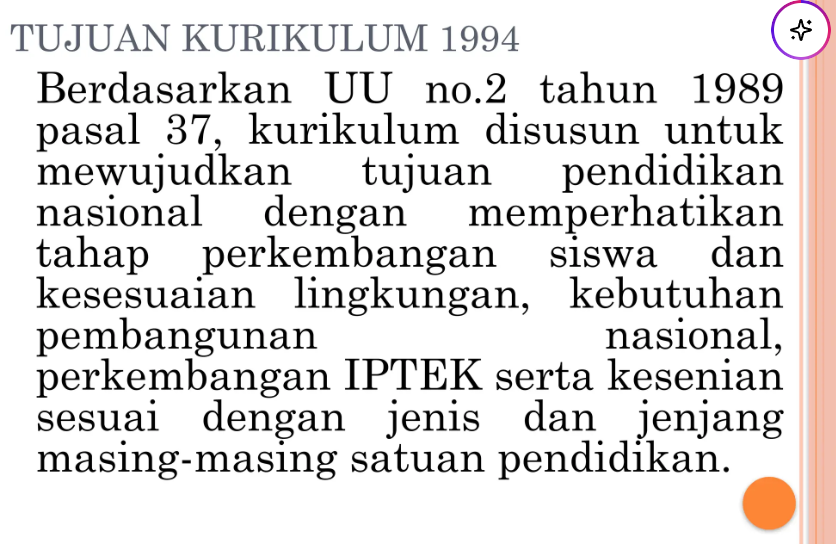 TUJUAN KURIKULUM 1994
Berdasarkan UU no.2 tahun 1989
pasal 37, kurikulum disusun untuk
mewujudkan tujuan pendidikan
nasional dengan memperhatikan
tahap perkembangan siswa dan
kesesuaian lingkungan, kebutuhan
pembangunan nasional,
perkembangan IPTEK serta kesenian
sesuai dengan jenis dan jenjang
masing-masing satuan pendidikan.